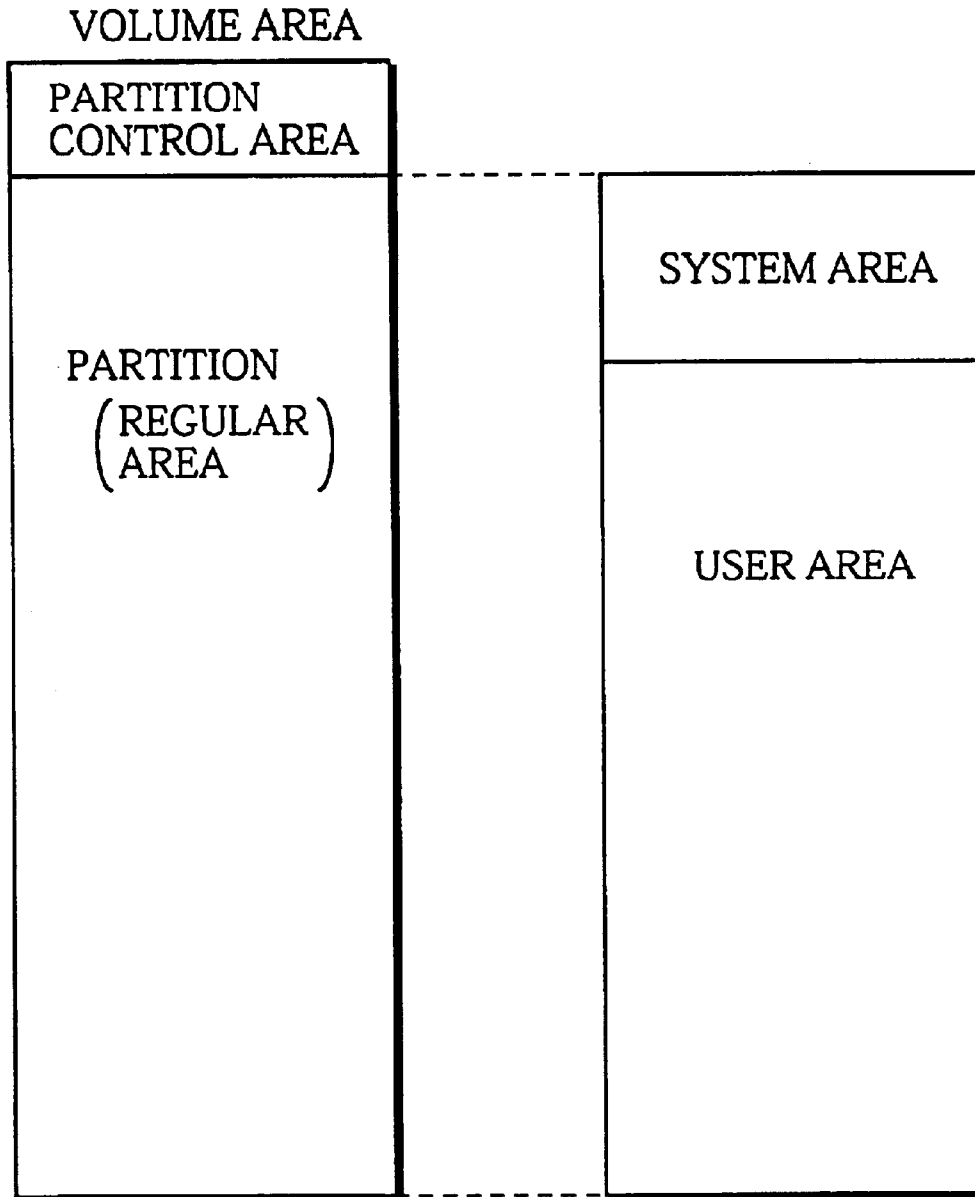 VOLUME AREA
PARTITION
CONTROL AREA
PARTITION
(REGULAR
AREA)
SYSTEM AREA
USER AREA